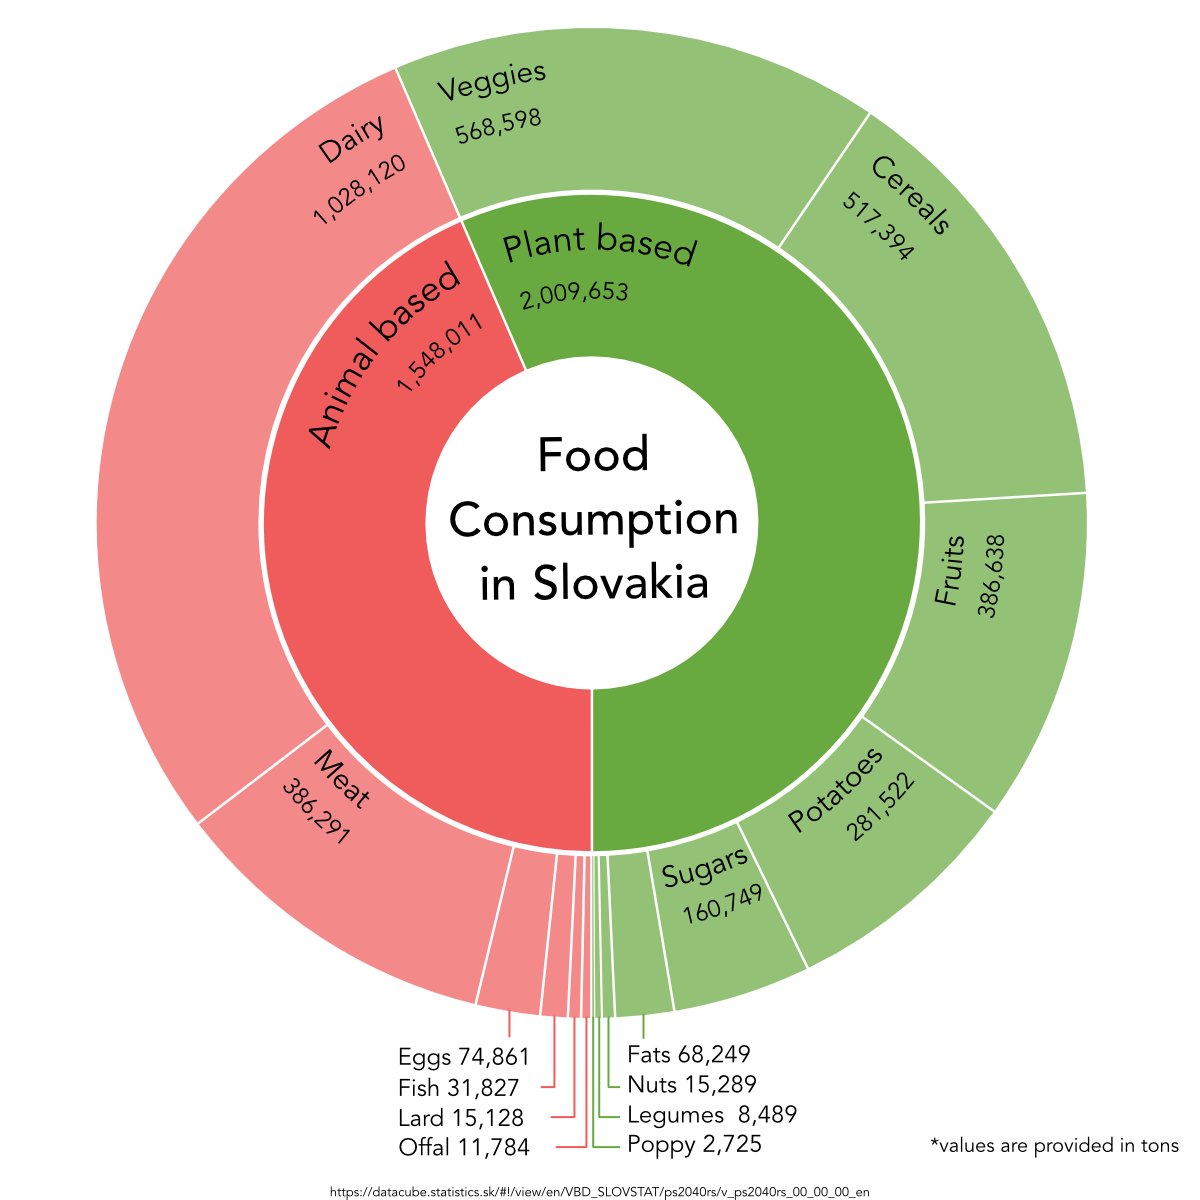 Veggies
568,598
Dairy
1,028,120
Cereals
517,394
Plant based
2,009,653
Animal based
1,548,011
Food
Consumption
in Slovakia
Fruits
386,638
Meat
386,291
Potatoes
281,522
Sugars
160,749
Eggs 74,861
Fish 31,827
Lard 15,128
Offal 11,784
Fats 68,249
Nuts 15,289
Legumes 8,489
Poppy 2,725
*values are provided in tons
https://datacube.statistics.sk/#!/view/en/VBD_SLOVSTAT/ps2040rs/v_ps2040rs_00_00_00_en